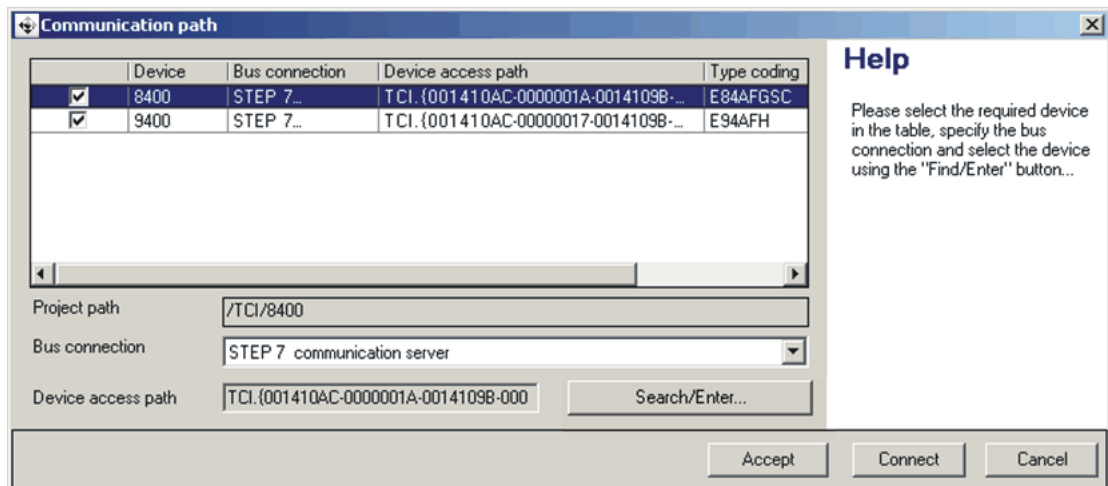 Communication path
Device Bus connection Device access path Type coding
8400 STEP 7... TCI.{001410AC-0000001A-0014109B-... E84AFGSC
9400 STEP 7... TCI.{001410AC-00000017-0014109B-... E94AFH
Project path /TCI/8400
Bus connection STEP 7 communication server
Device access path TCI.{001410AC-0000001A-0014109B-000 Search/Enter...
Help
Please select the required device
in the table, specify the bus
connection and select the device
using the "Find/Enter" button...
Accept Connect Cancel